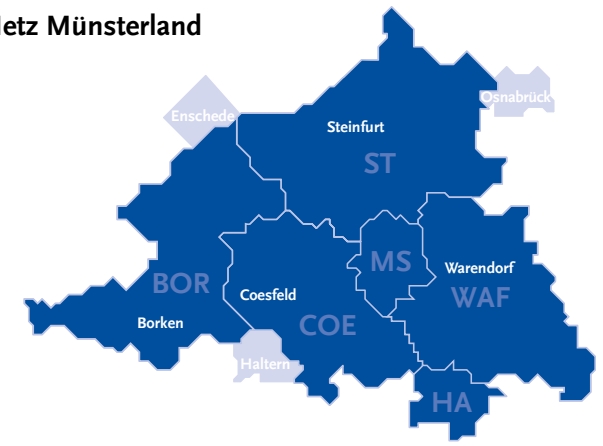 etz Münsterland
Enschede
Osnabrück
Steinfurt
ST
MS
Warendorf
WAF
BOR
Coesfeld
Borken
COE
Haltern
HA